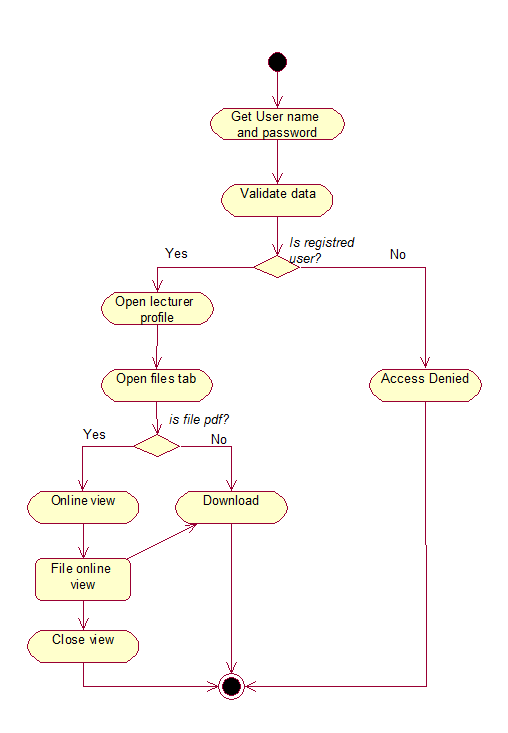 Get User name
and password
Validate data
Is registred
user?
Yes
No
Open lecturer
profile
Open files tab
Access Denied
is file pdf?
Yes
No
Online view
Download
File online
view
Close view